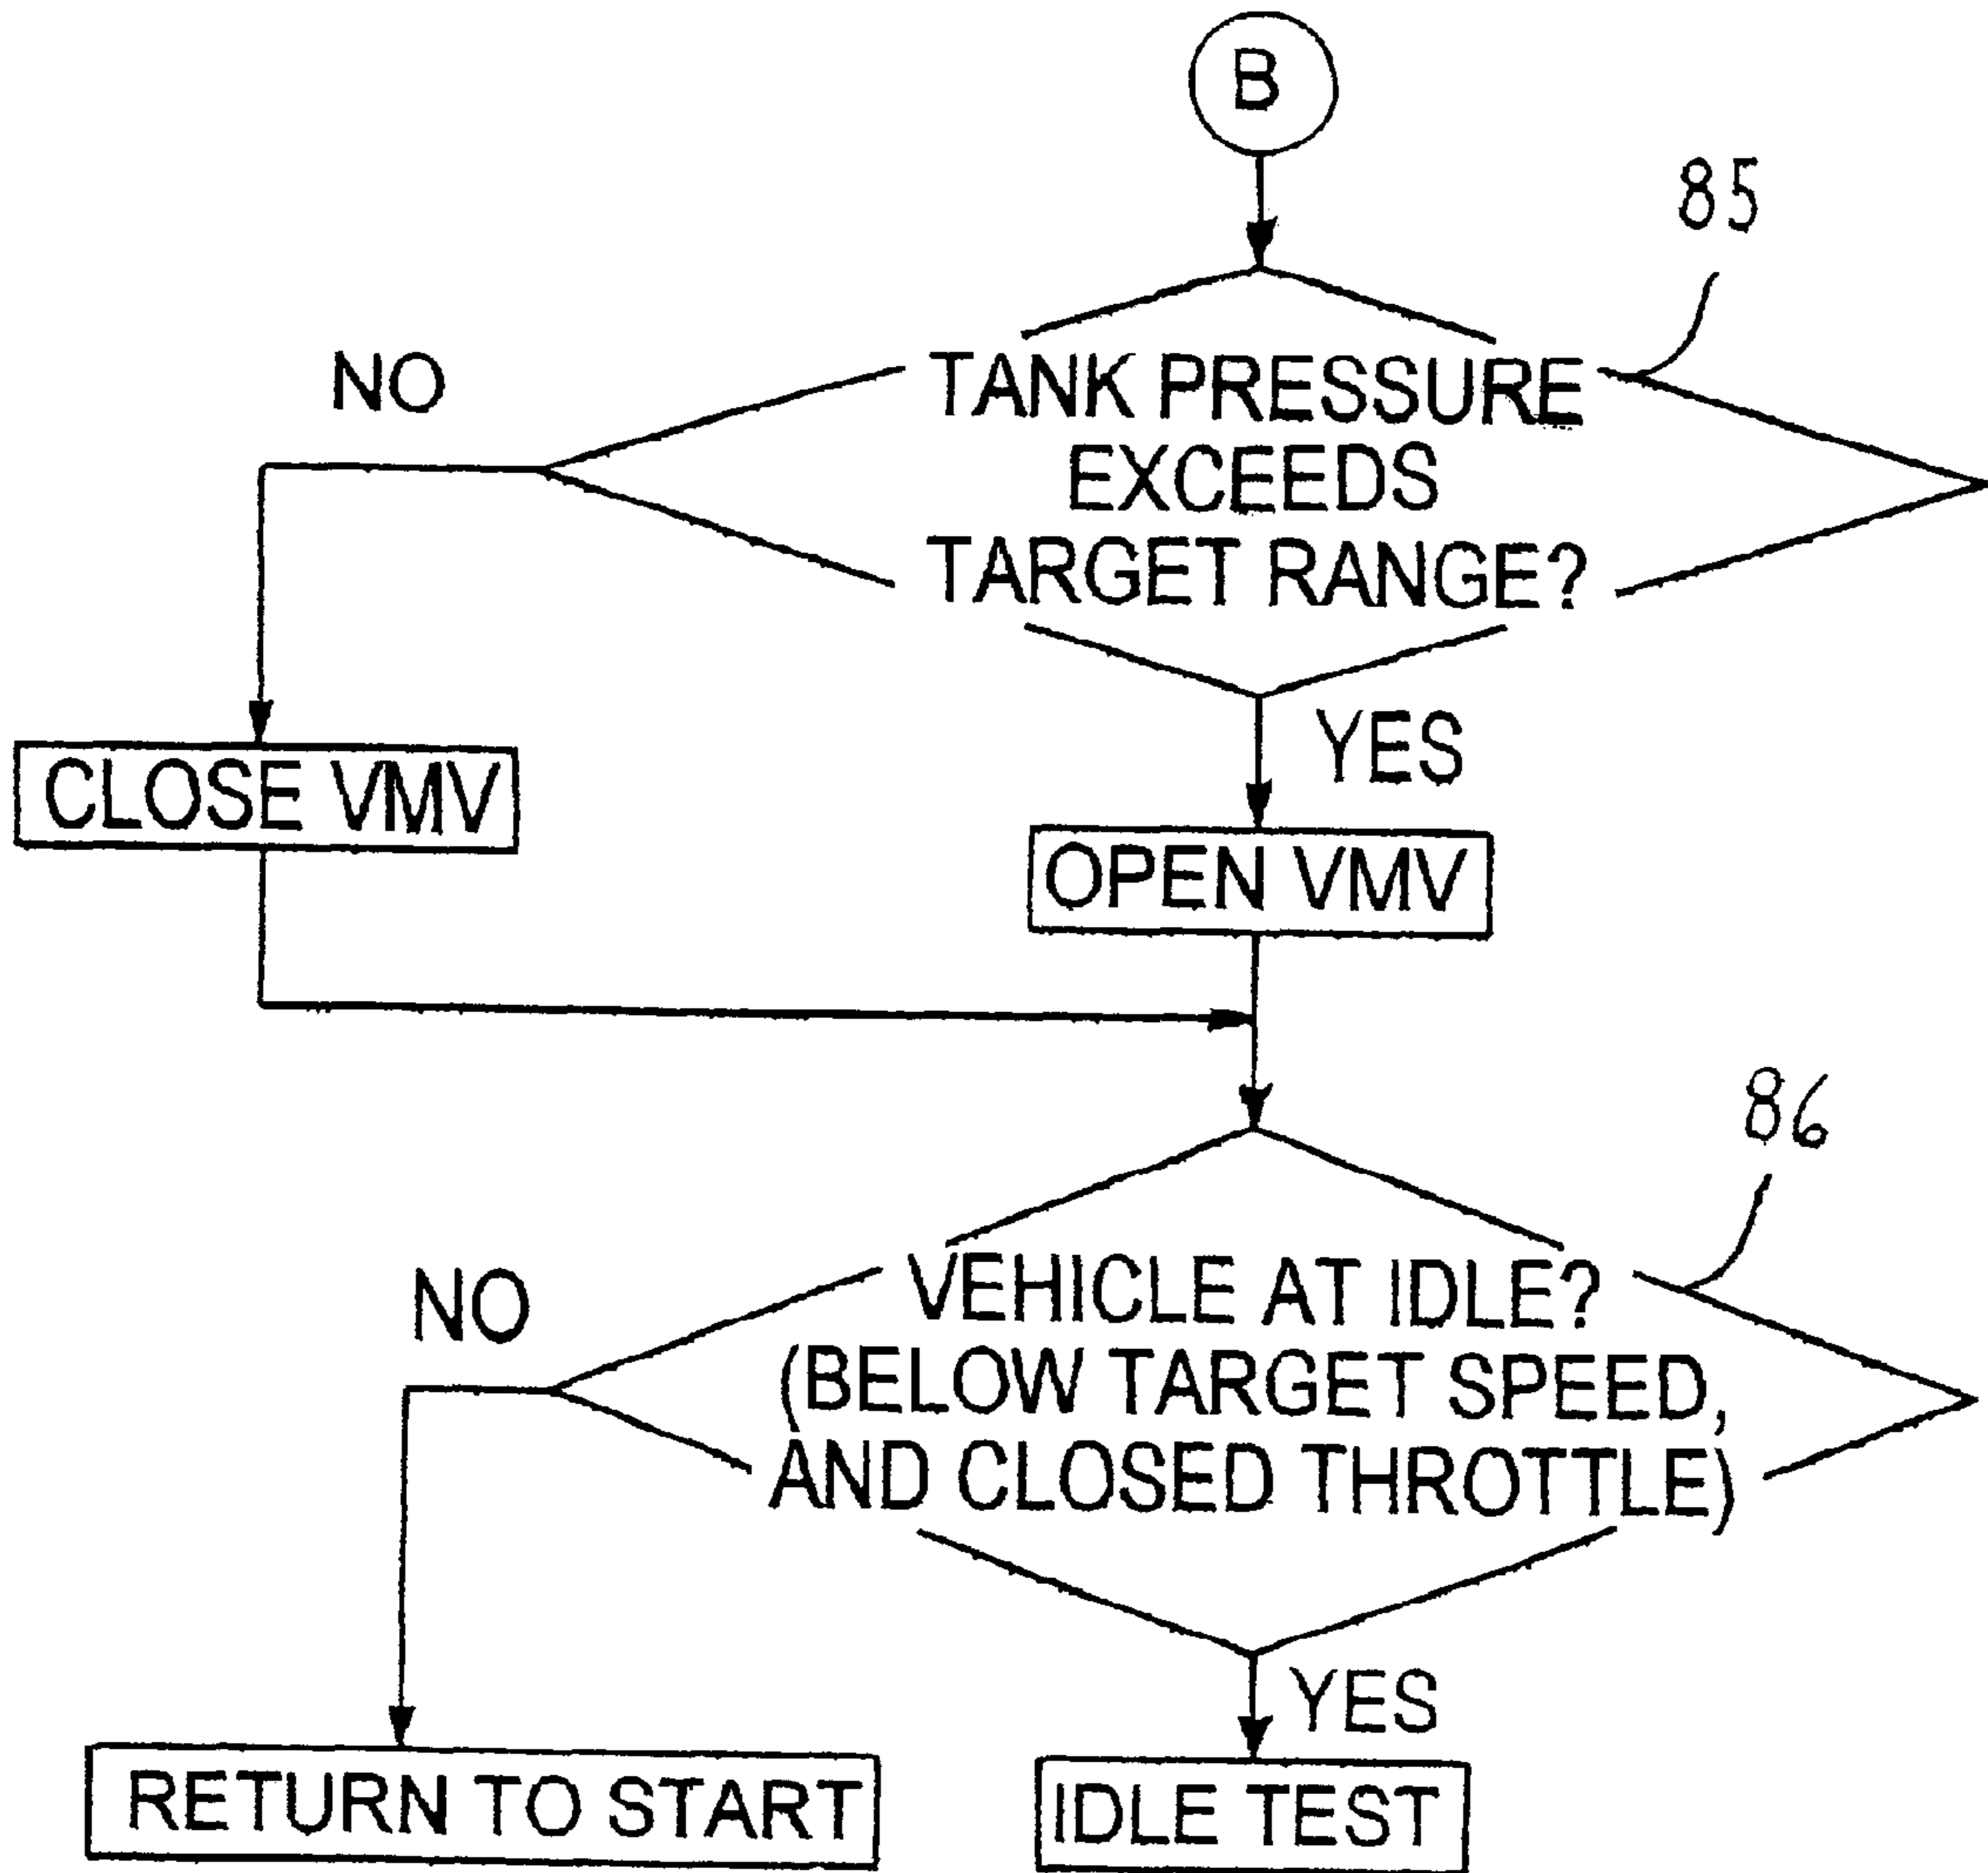 B
85
NO
TANK PRESSURE
EXCEEDS
TARGET RANGE?
YES
CLOSE VMV
OPEN VMV
86
NO
VEHICLE AT IDLE?
(BELOW TARGET SPEED,
AND CLOSED THROTTLE)
YES
RETURN TO START
IDLE TEST